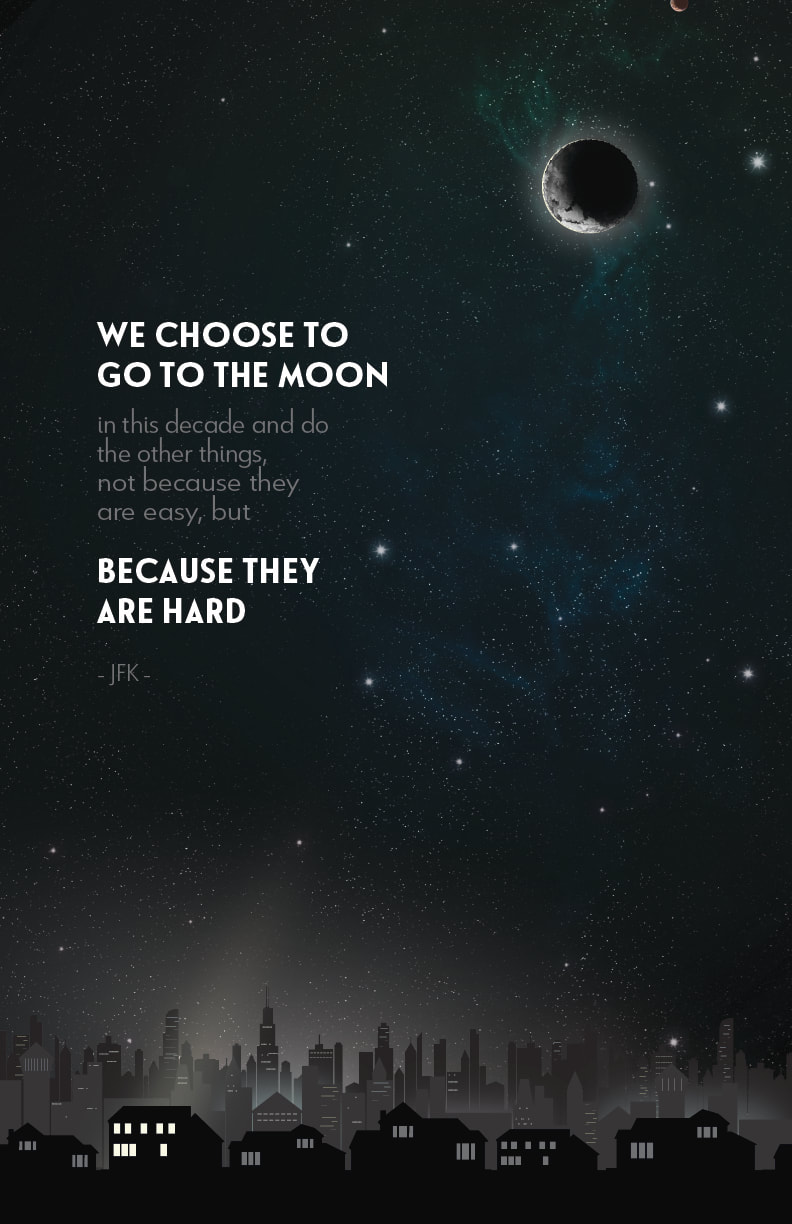 WE CHOOSE TO
GO TO THE MOON
in this decade and do
the other things,
not because they
are easy, but
BECAUSE THEY
ARE HARD
- JFK -